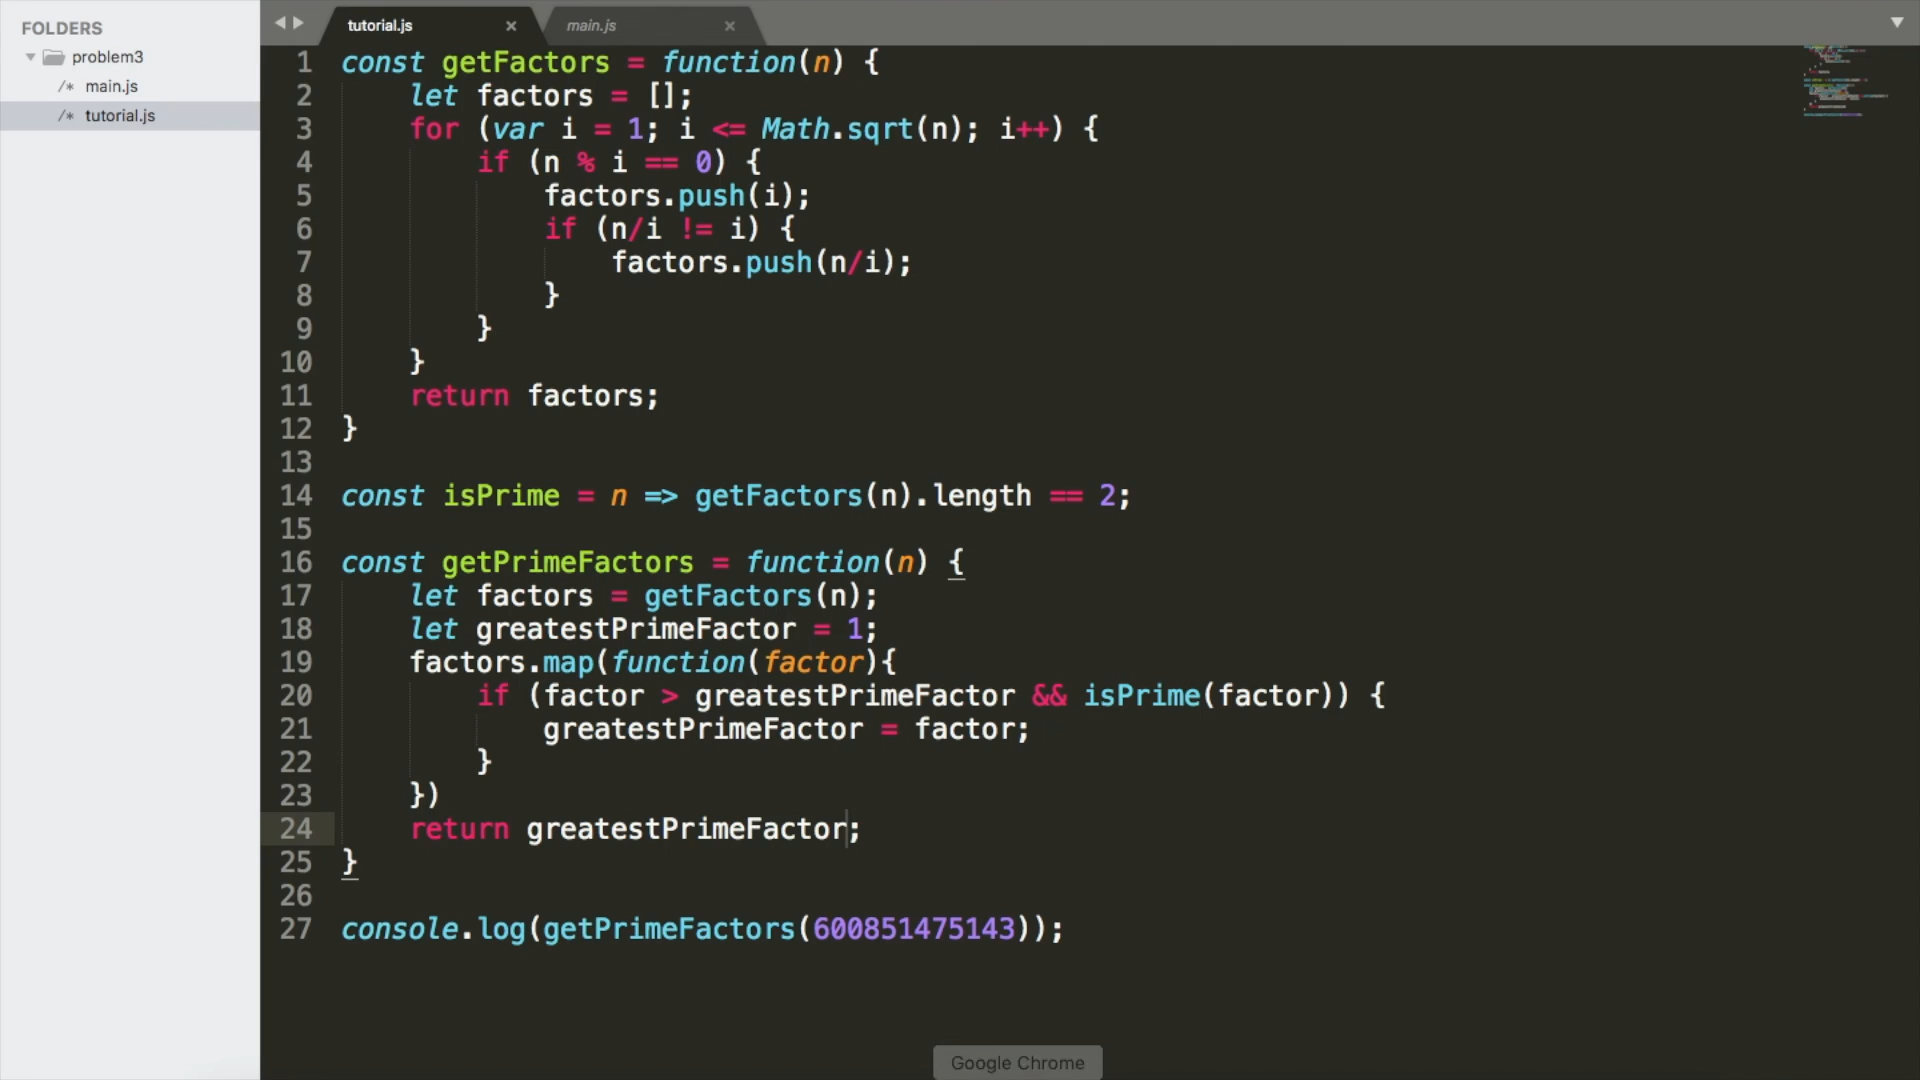 FOLDERS
problem3
/* main.js
/* tutorial.js
tutorial.js ×
main.js ×
1 const getFactors = function(n) {
2 let factors = [];
3 for (var i = 1; i <= Math.sqrt(n); i++) {
4 if (n % i == 0) {
5 factors.push(i);
6 if (n/i != i) {
7 factors.push(n/i);
8 }
9 }
10 }
11 return factors;
12 }
13
14 const isPrime = n => getFactors(n).length == 2;
15
16 const getPrimeFactors = function(n) {
17 let factors = getFactors(n);
18 let greatestPrimeFactor = 1;
19 factors.map(function(factor){
20 if (factor > greatestPrimeFactor && isPrime(factor)) {
21 greatestPrimeFactor = factor;
22 }
23 })
24 return greatestPrimeFactor;
25 }
26
27 console.log(getPrimeFactors(600851475143));
Google Chrome